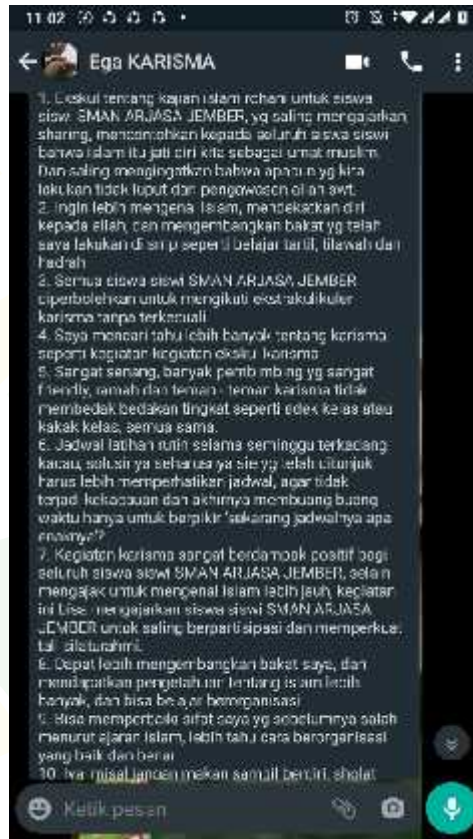 11 02
Ega KARISMA
1. Ekskul tentang kajian islam rohani untuk siswa
sisw. SMAN ARJASA JEMBER, yg saling mengajarkan,
sharing, mencontohkan kepada seluruh siswa siswi
bahwa islam itu jati diri kita sebagai umat muslim
Dan saling mengingatkan bahwa apapun yg kita
lakukan tidak luput dari pengawasan allah swt.
2. Ingin lebih mengenal islam, mendekatkan diri
kepada allah, dan mengembangkan bakat yg telah
saya lakukan di smp seperti belajar tartil, tilawah dan
hadrah
3. Semua siswa siswi SMAN ARJASA JEMBER
diperbolehkan untuk mengikuti ekstrakulikuler
karisma tanpa terkecuali
4. Saya mencari tahu lebih banyak tentang karisma
seperti kegiatan kegiatan ekskul karisma
5. Sangat senang, banyak pembimbing yg sangat
friendly, ramah dan teman - teman karisma tidak
membedak bedakan tingkat seperti adek kelas atau
kakak kelas, semua sama.
6. Jadwal latihan rutin selama seminggu terkadang
kacau, solusinya seharusnya sie yg telah ditunjuk
harus lebih memperhatikan jadwal, agar tidak
terjadi kekacauan dan akhirnya membuang buang
waktu hanya untuk berpikir 'sekarang jadwalnya apa
enaknya'?
7. Kegiatan karisma sangat berdampak positif bagi
seluruh siswa siswi SMAN ARJASA JEMBER, selain
mengajak untuk mengenal islam lebih jauh, kegiatan
ini bisa mengajarkan siswa siswi SMAN ARJASA
JEMBER untuk saling berpartisipasi dan memperkuat
tali silaturahmi.
8. Dapat lebih mengembangkan bakat saya, dan
mendapatkan pengetahuan tentang islam lebih
banyak, dan bisa belajar berorganisasi
9. Bisa memperbaiki sifat saya yg sebelumnya salah
menurut ajaran islam, lebih tahu cara berorganisasi
yang baik dan benar
10. Iya misal jangan makan sambil berdiri, sholat
Ketik pesan